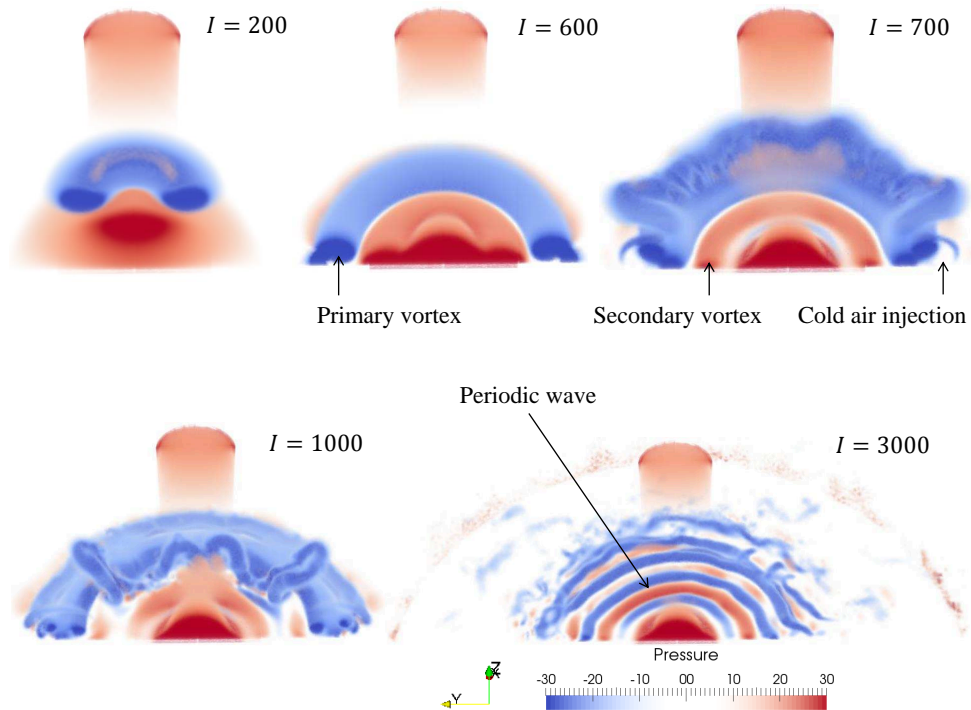 I = 200
I = 600
I = 700
Primary vortex
Secondary vortex
Cold air injection
Periodic wave
I = 1000
I = 3000
Y
Pressure
-30 -20 -10 00 10 20 30